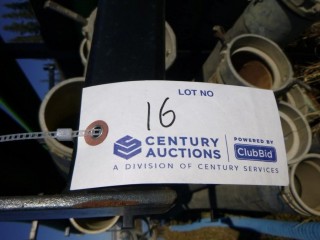 LOT NO
16
CENTURY
AUCTIONS
POWERED BY
ClubBid
A DIVISION OF CENTURY SERVICES